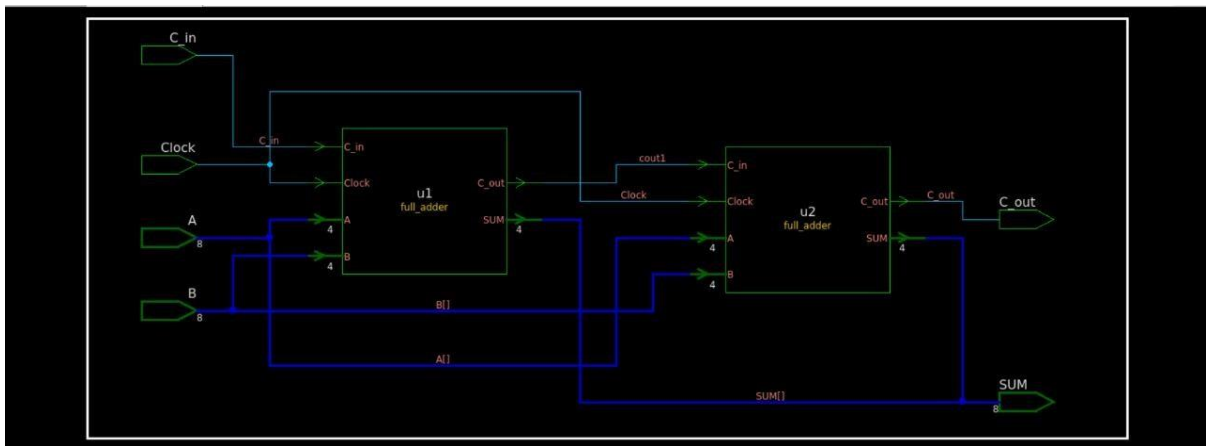 C_in
C_in
C_in
Clock
Clock
C_out
u1
full_adder
A
8
A
4
SUM
4
B
4
B
8
cout1
C_in
Clock
Clock
u2
full_adder
C_out
C_out
C_out
A
4
SUM
4
B
4
B[]
A[]
SUM[]
SUM
8